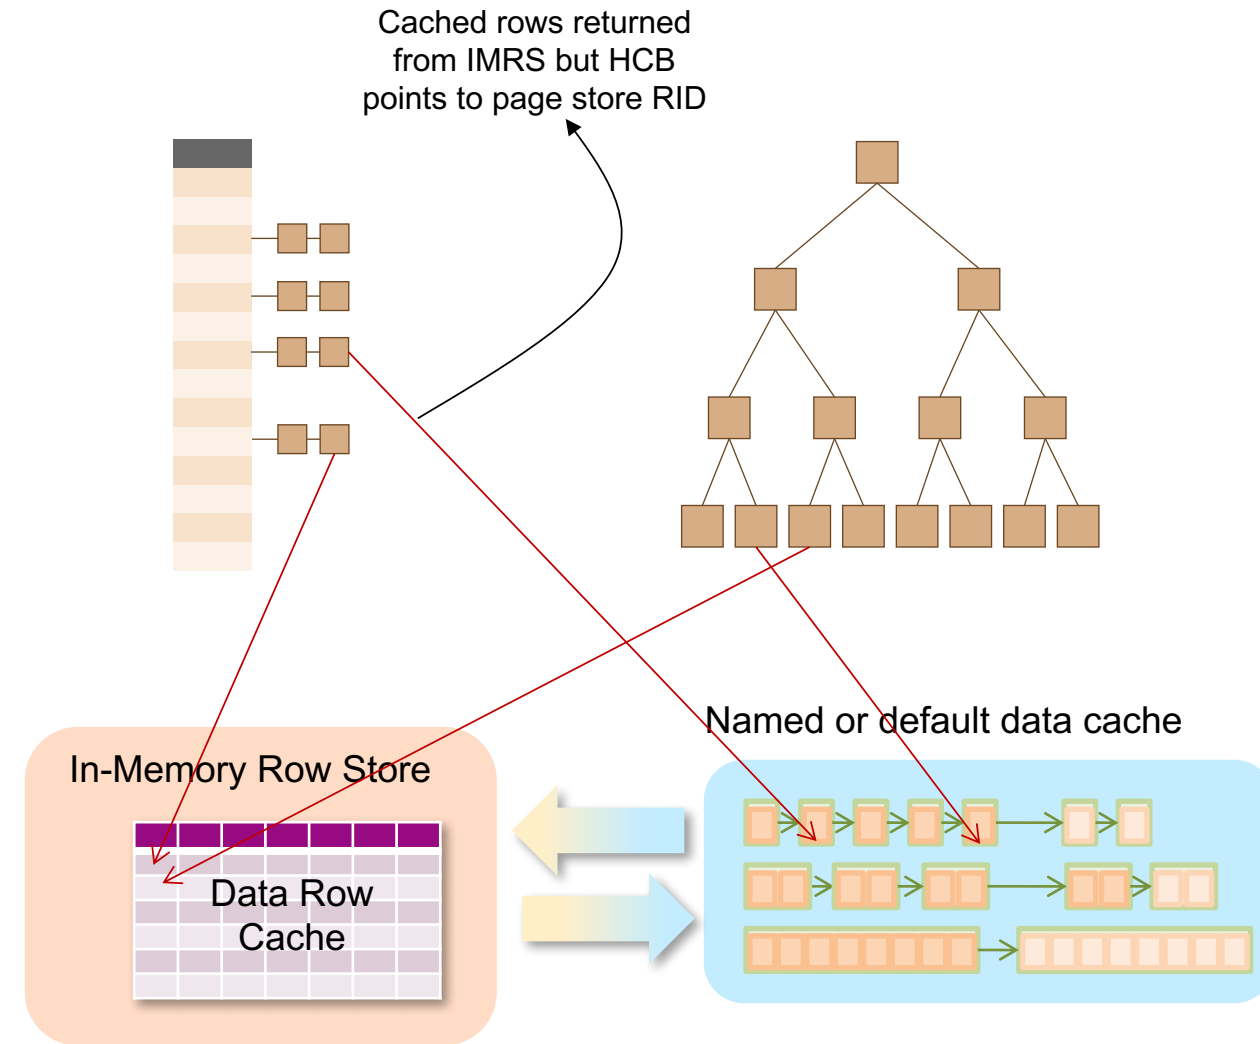 Cached rows returned
from IMRS but HCB
points to page store RID
Named or default data cache
In-Memory Row Store
Data Row
Cache